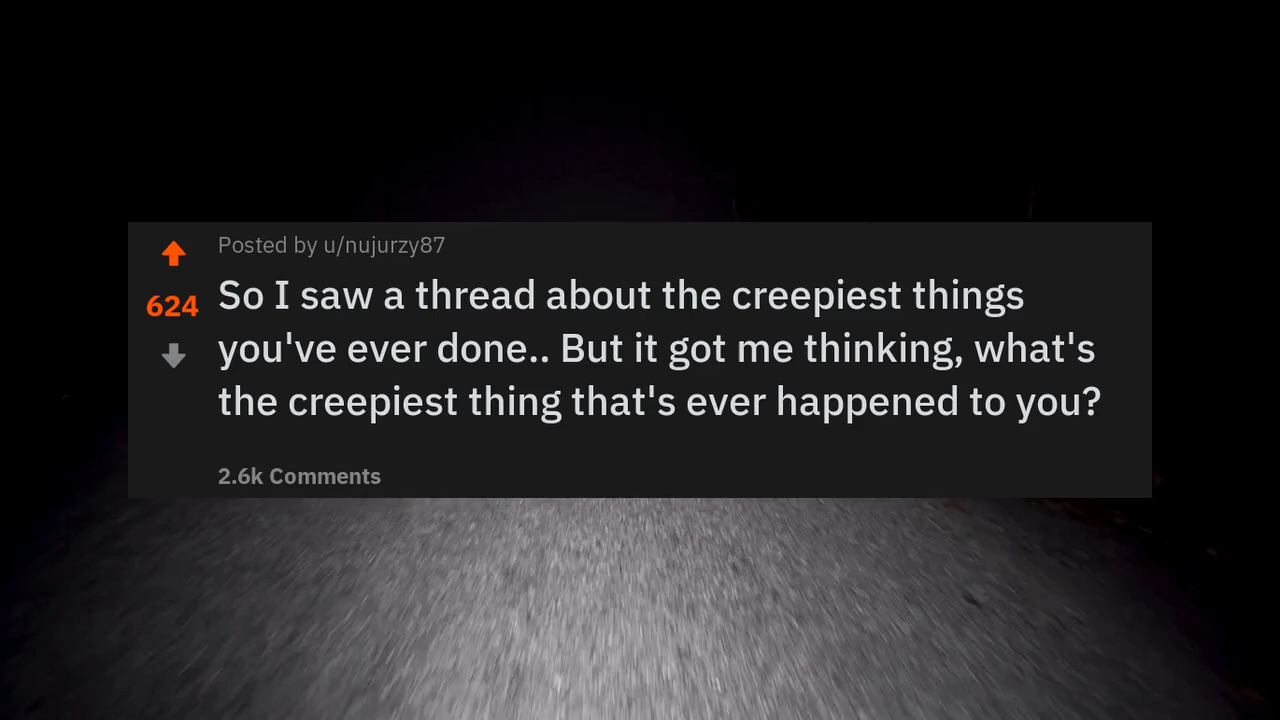 Posted by u/nujurzy87
624
So I saw a thread about the creepiest things
you've ever done.. But it got me thinking, what's
the creepiest thing that's ever happened to you?
2.6k Comments